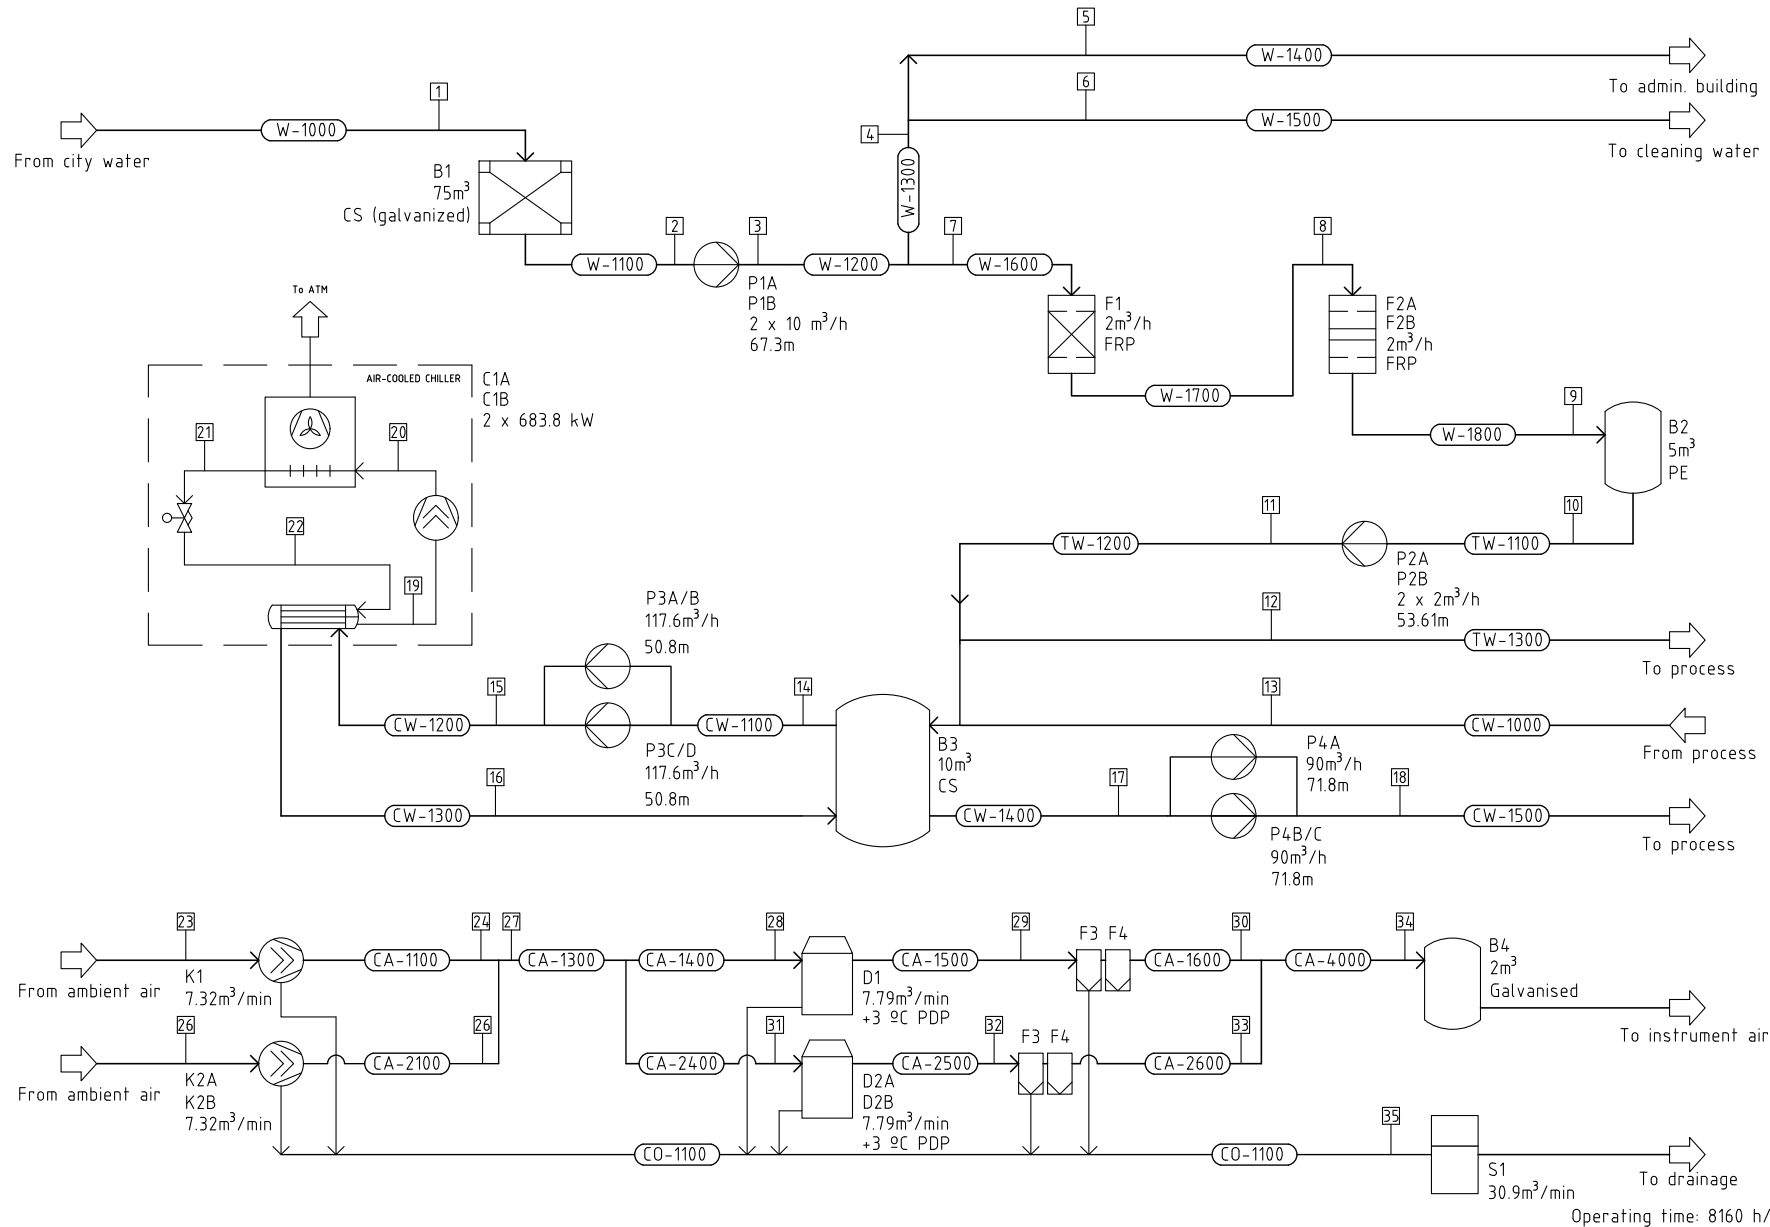 5
W-1400
To admin. building
6
W-1500
To cleaning water
1
W-1000
From city water
4
W-1300
B1
75m³
CS (galvanized)
2
3
7
8
W-1100
W-1200
W-1600
P1A
P1B
2 x 10 m³/h
67.3m
F1
2m³/h
FRP
F2A
F2B
2m³/h
FRP
W-1700
9
W-1800
B2
5m³
PE
To ATM
AIR-COOLED CHILLER
C1A
C1B
2 x 683.8 kW
21
20
22
19
11
10
TW-1200
TW-1100
P2A
P2B
2 x 2m³/h
53.61m
12
TW-1300
To process
P3A/B
117.6m³/h
50.8m
15
14
13
CW-1200
CW-1100
CW-1000
From process
P3C/D
117.6m³/h
50.8m
B3
10m³
CS
P4A
90m³/h
71.8m
16
17
18
CW-1300
CW-1400
CW-1500
To process
P4B/C
90m³/h
71.8m
23
24
27
28
29
30
34
CA-1100
CA-1300
CA-1400
CA-1500
F3
F4
CA-1600
CA-4000
B4
2m³
Galvanised
From ambient air
K1
7.32m³/min
D1
7.79m³/min
+3 ºC PDP
To instrument air
26
26
31
32
33
CA-2100
CA-2400
CA-2500
F3
F4
CA-2600
From ambient air
K2A
K2B
7.32m³/min
D2A
D2B
7.79m³/min
+3 ºC PDP
35
CO-1100
CO-1100
S1
30.9m³/min
To drainage
Operating time: 8160 h/